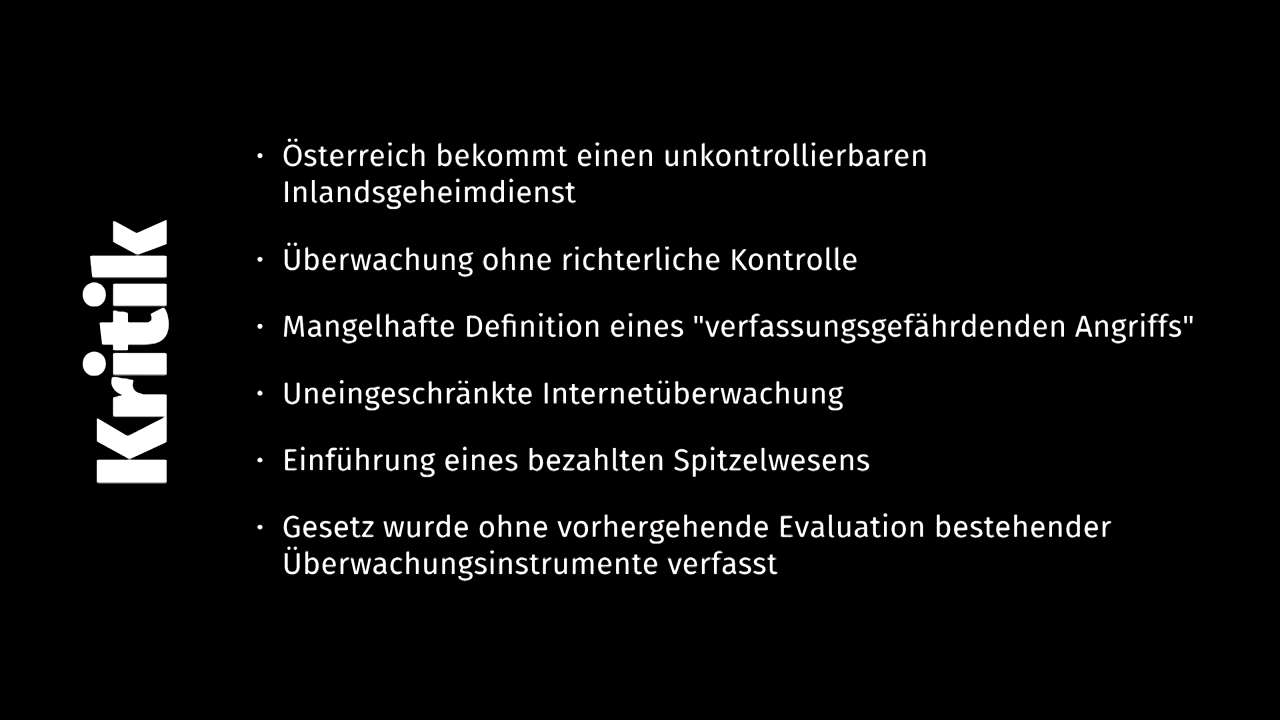 Kritik
· Österreich bekommt einen unkontrollierbaren
Inlandsgeheimdienst
· Überwachung ohne richterliche Kontrolle
· Mangelhafte Definition eines "verfassungsgefährdenden Angriffs"
· Uneingeschränkte Internetüberwachung
· Einführung eines bezahlten Spitzelwesens
· Gesetz wurde ohne vorhergehende Evaluation bestehender
Überwachungsinstrumente verfasst